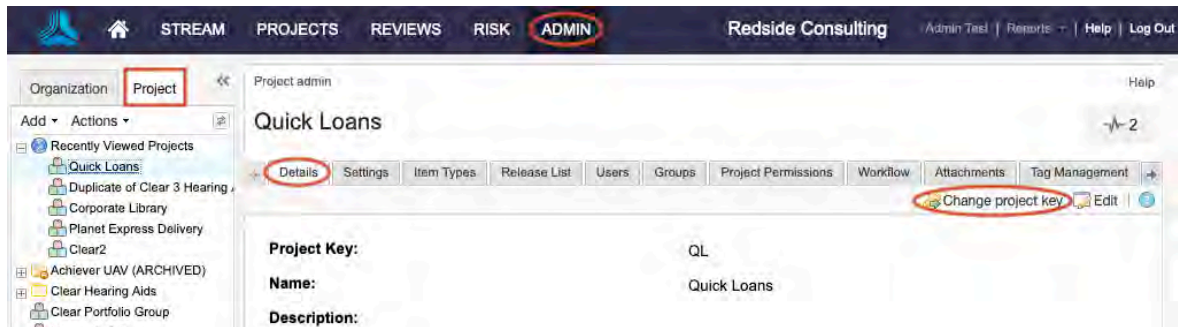 STREAM PROJECTS REVIEWS RISK ADMIN Redside Consulting Admin Test | Reports | Help | Log Out
Organization Project Project admin Help
Add Actions Quick Loans 2
Recently Viewed Projects
Quick Loans Details Settings Item Types Release List Users Groups Project Permissions Workflow Attachments Tag Management
Duplicate of Clear 3 Hearing Change project key Edit
Corporate Library
Planet Express Delivery
Clear2 Project Key: QL
Achiever UAV (ARCHIVED)
Clear Hearing Aids Name: Quick Loans
Clear Portfolio Group Description: